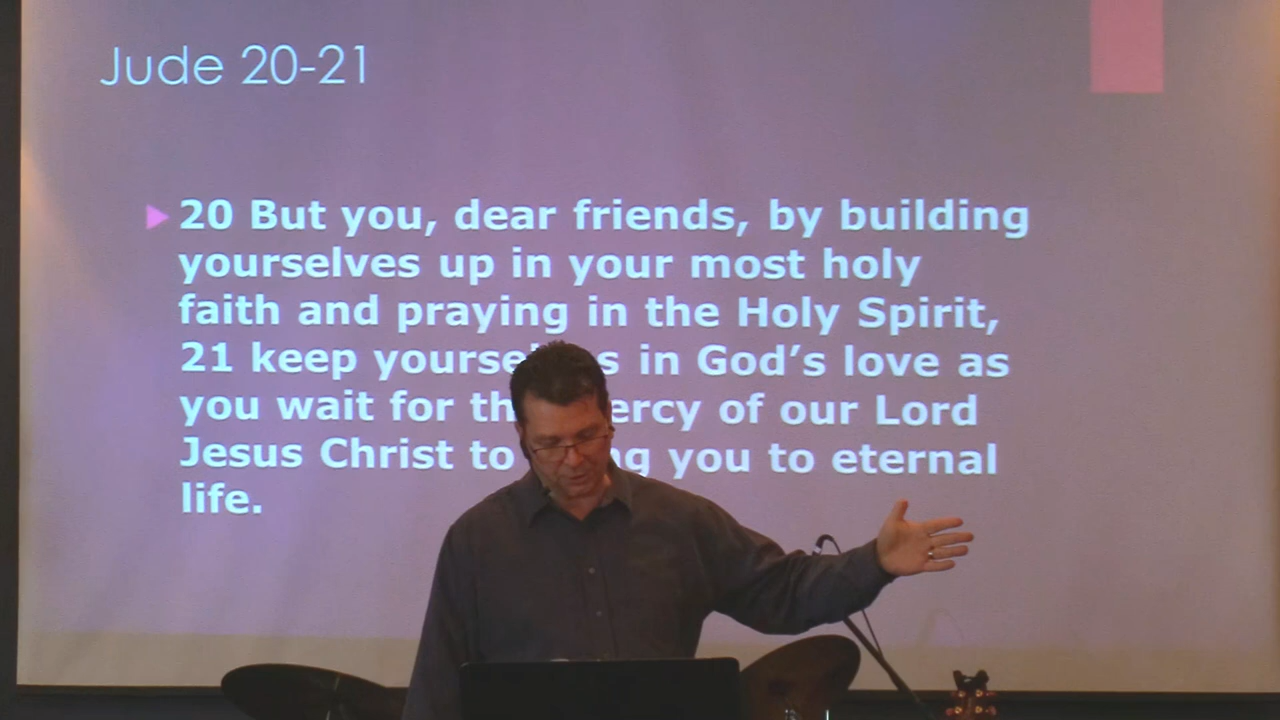 Jude 20-21
20 But you, dear friends, by building
yourselves up in your most holy
faith and praying in the Holy Spirit,
21 keep in God's love as
you wait for of our Lord
Jesus Christ to you to eternal
life.